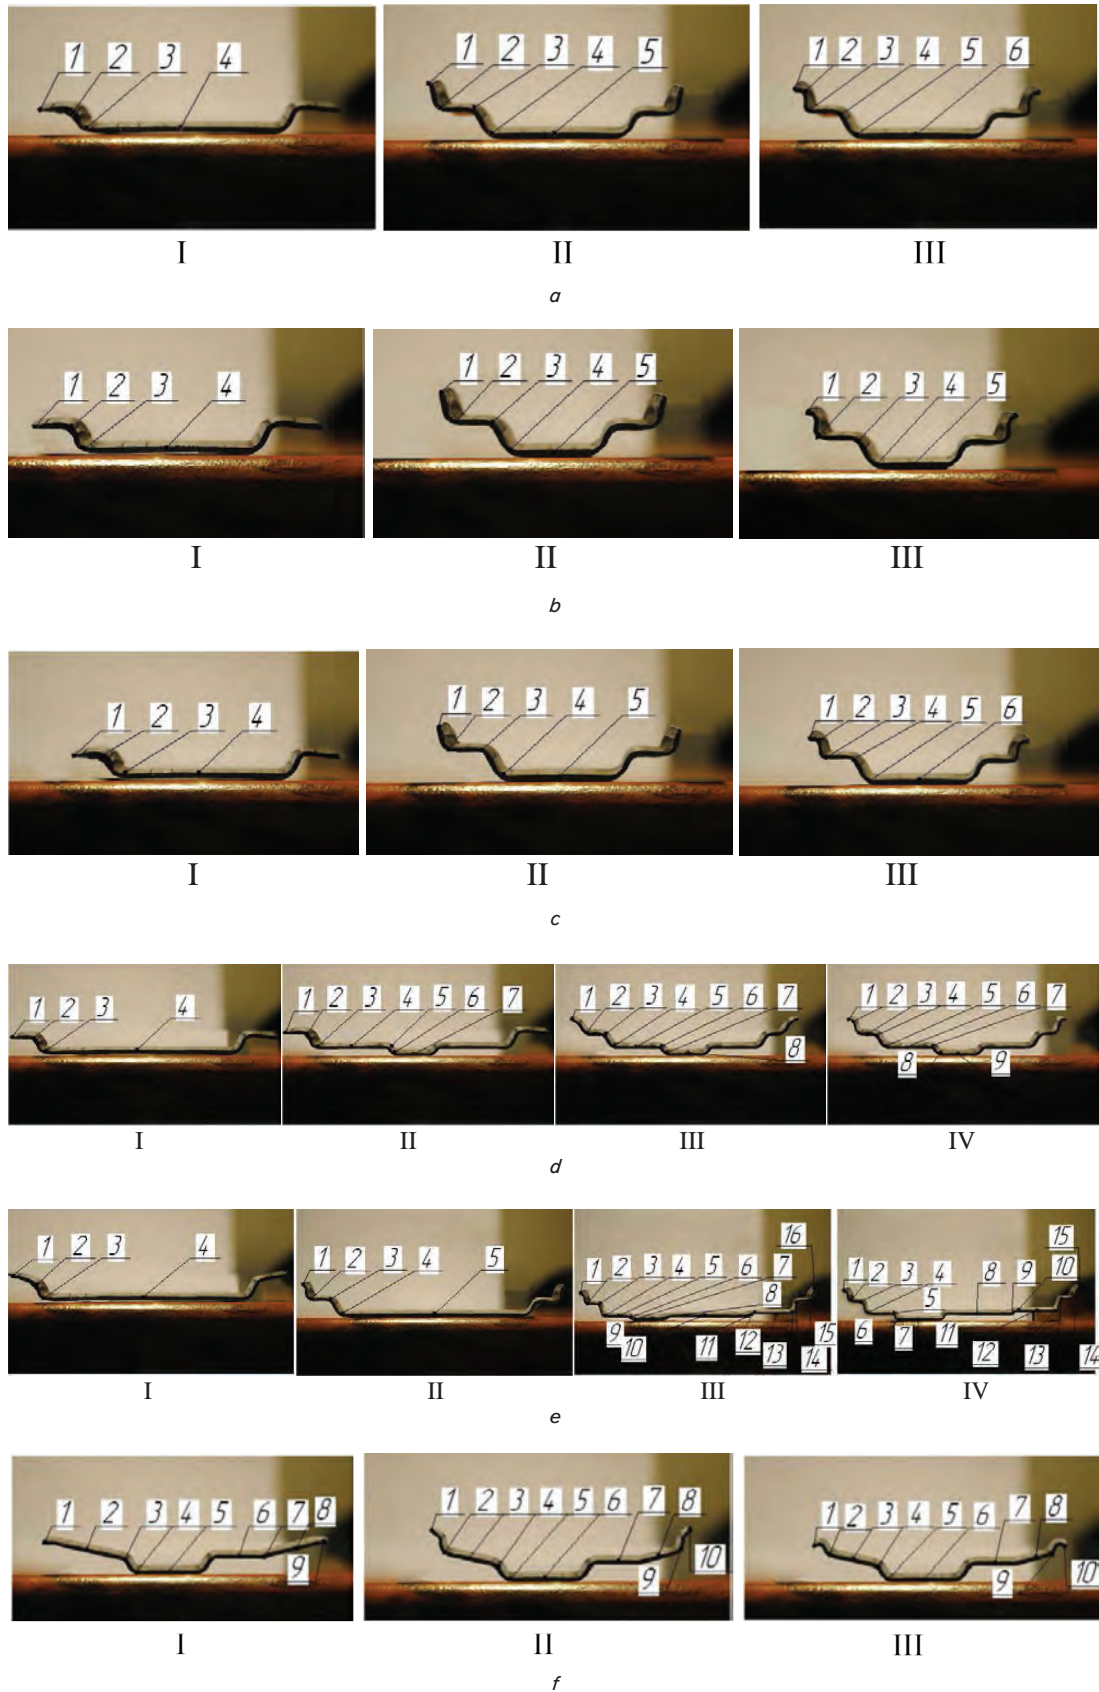 1 2 3 4
1 2 3 4 5
1 2 3 4 5 6
I II III
a
1 2 3 4
1 2 3 4 5
1 2 3 4 5
I II III
b
1 2 3 4
1 2 3 4 5
1 2 3 4 5 6
I II III
c
1 2 3 4
1 2 3 4 5 6 7
1 2 3 4 5 6 7
8
1 2 3 4 5 6 7
8 9
I II III IV
d
1 2 3 4
1 2 3 4 5
16
1 2 3 4 5 6 7
8
9 10 11 12 13 14 15
15
1 2 3 4 8 9 10
5
6 7 11 12 13 14
I II III IV
e
1 2 3 4 5 6 7 8
9
1 2 3 4 5 6 7 8
9 10
1 2 3 4 5 6 7 8
9 10
I II III
f